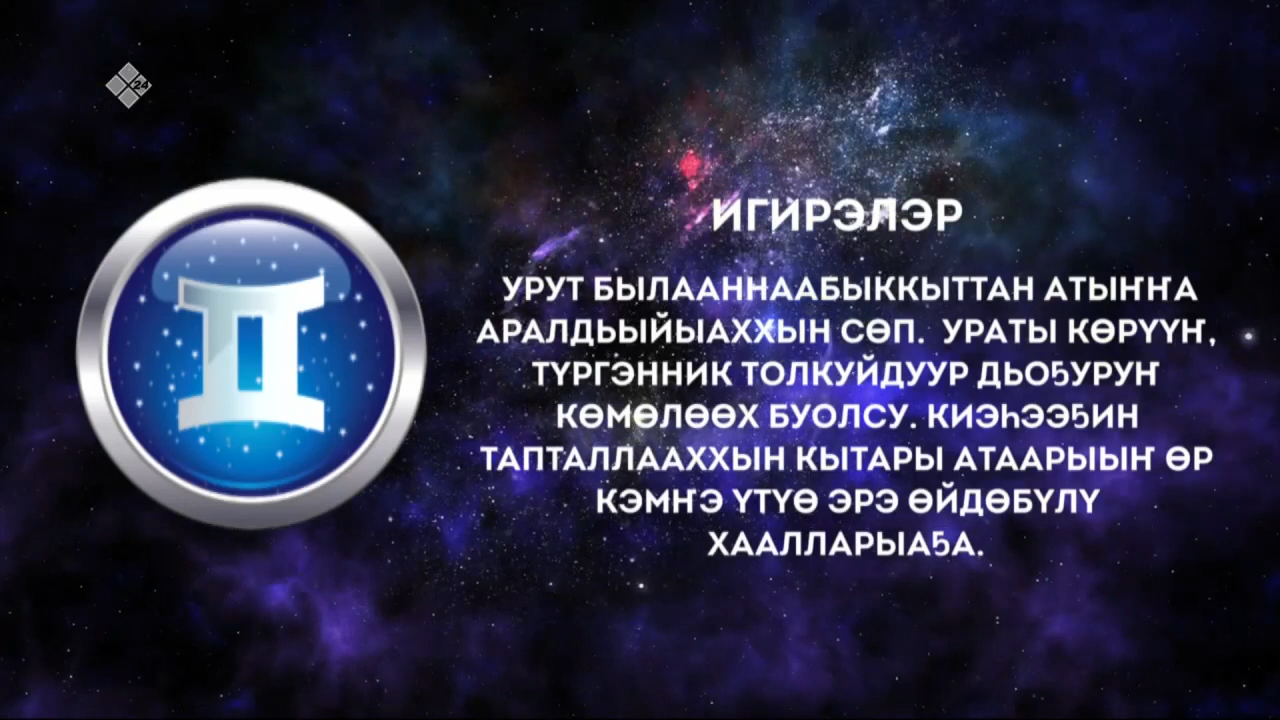 24
ИГИРЭЛЭР
УРУТ БЫЛААННААБЫККЫТТАН АТЫҤҤА
АРАЛДЬЫЙЫАХХЫН СӨП. УРАТЫ КӨРҮҮҤ,
ТҮРГЭННИК ТОЛКУЙДУУР ДЬОҔУРУҤ
КӨМӨЛӨӨХ БУОЛСУ. КИЭҺЭЭҔИН
ТАПТАЛЛААХХЫН КЫТАРЫ АТААРЫЫҤ ӨР
КЭМҤЭ ҮТҮӨ ЭРЭ ӨЙДӨБҮЛҮ
ХААЛЛАРЫАҔА.